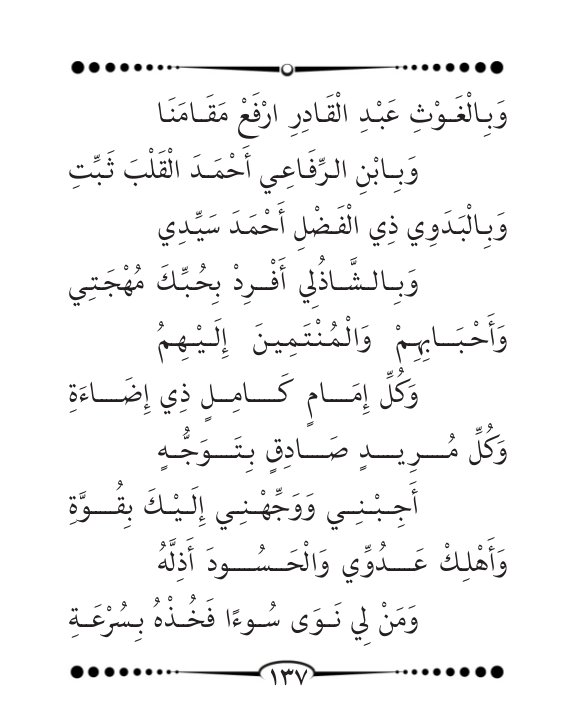 وَبِالْغَوْثِ عَبْدِ الْقَادِرِ ارْفَعْ مَقَامَنَا
وَبِابْنِ الرِّفَاعِي أَحْمَدَ الْقَلْبَ ثَبِّتِ
وَبِالْبَدَوِي ذِي الْفَضْلِ أَحْمَدَ سَيِّدِي
وَبِالشَّاذُلِي أَفْرِدْ بِحُبِّكَ مُهْجَتِي
وَأَحْبَابِهِمْ وَالْمُنْتَمِينَ إِلَيْهِمُ
وَكُلِّ إِمَامٍ كَامِلٍ ذِي إِضَاءَةِ
وَكُلِّ مُرِيدٍ صَادِقٍ بِتَوَجُّهٍ
أَجِبْنِي وَوَجِّهْنِي إِلَيْكَ بِقُوَّةِ
وَأَهْلِكْ عَدُوِّي وَالْحَسُودَ أَذِلَّهُ
وَمَنْ لِي نَوَى سُوءًا فَخُذْهُ بِسُرْعَةِ
١٣٧